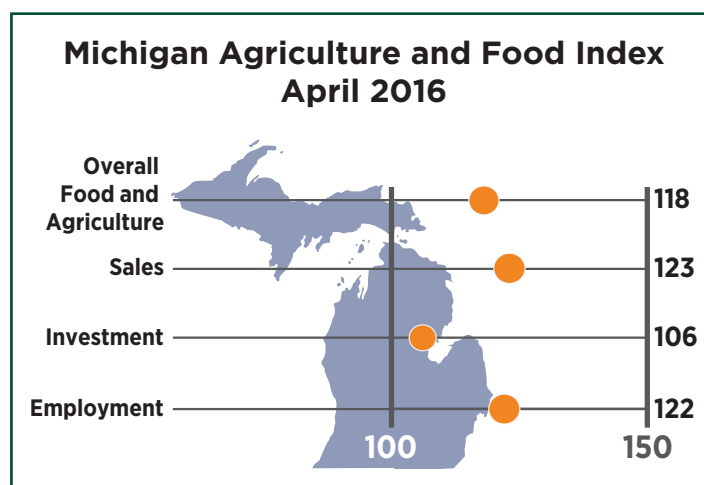 Michigan Agriculture and Food Index
April 2016
Overall
Food and
Agriculture
118
Sales
123
Investment
106
Employment
122
100
150